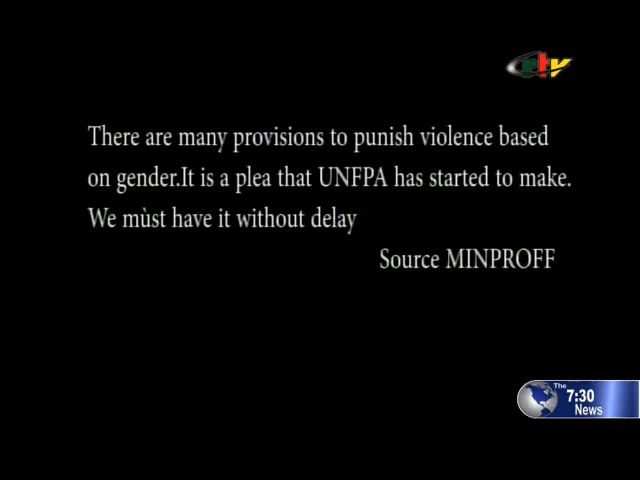 crtv
There are many provisions to punish violence based
on gender.It is a plea that UNFPA has started to make.
We mùst have it without delay
Source MINPROFF
The
7:30
News